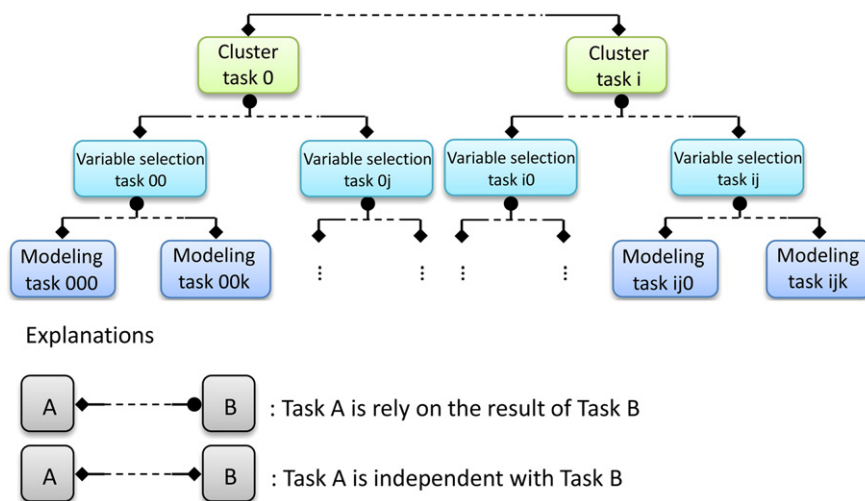 Cluster
task 0
Cluster
task i
Variable selection
task 00
Variable selection
task 0j
Variable selection
task i0
Variable selection
task ij
Modeling
task 000
Modeling
task 00k
Modeling
task ij0
Modeling
task ijk
Explanations
A
B
: Task A is rely on the result of Task B
A
B
: Task A is independent with Task B